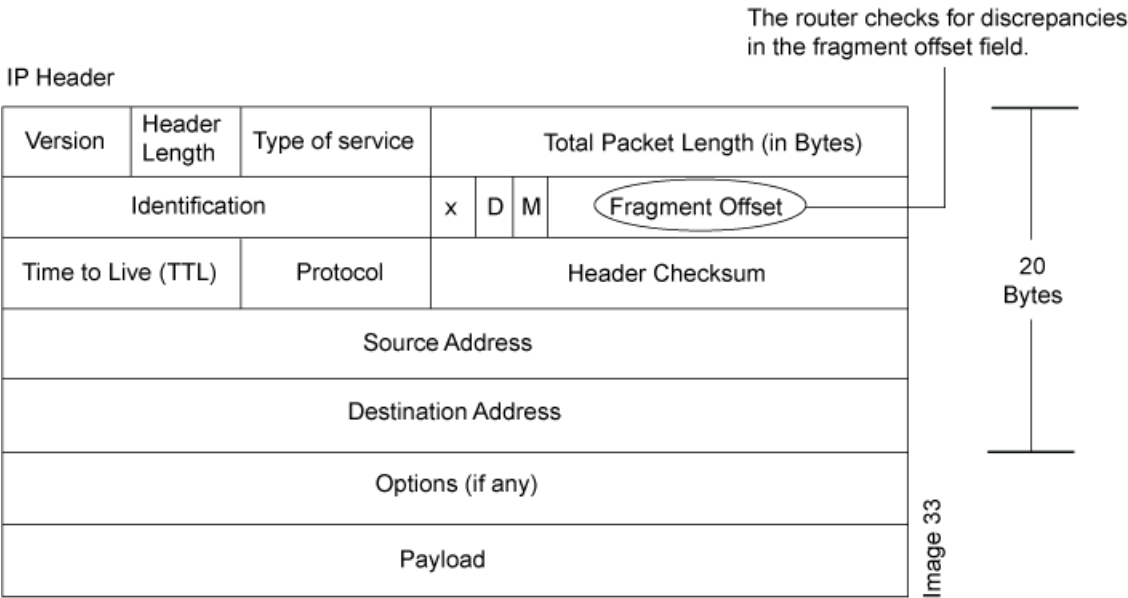 The router checks for discrepancies
in the fragment offset field.
IP Header
Version
Header
Length
Type of service
Total Packet Length (in Bytes)
Identification
x
D
M
Fragment Offset
Time to Live (TTL)
Protocol
Header Checksum
20
Bytes
Source Address
Destination Address
Options (if any)
Payload
Image 33